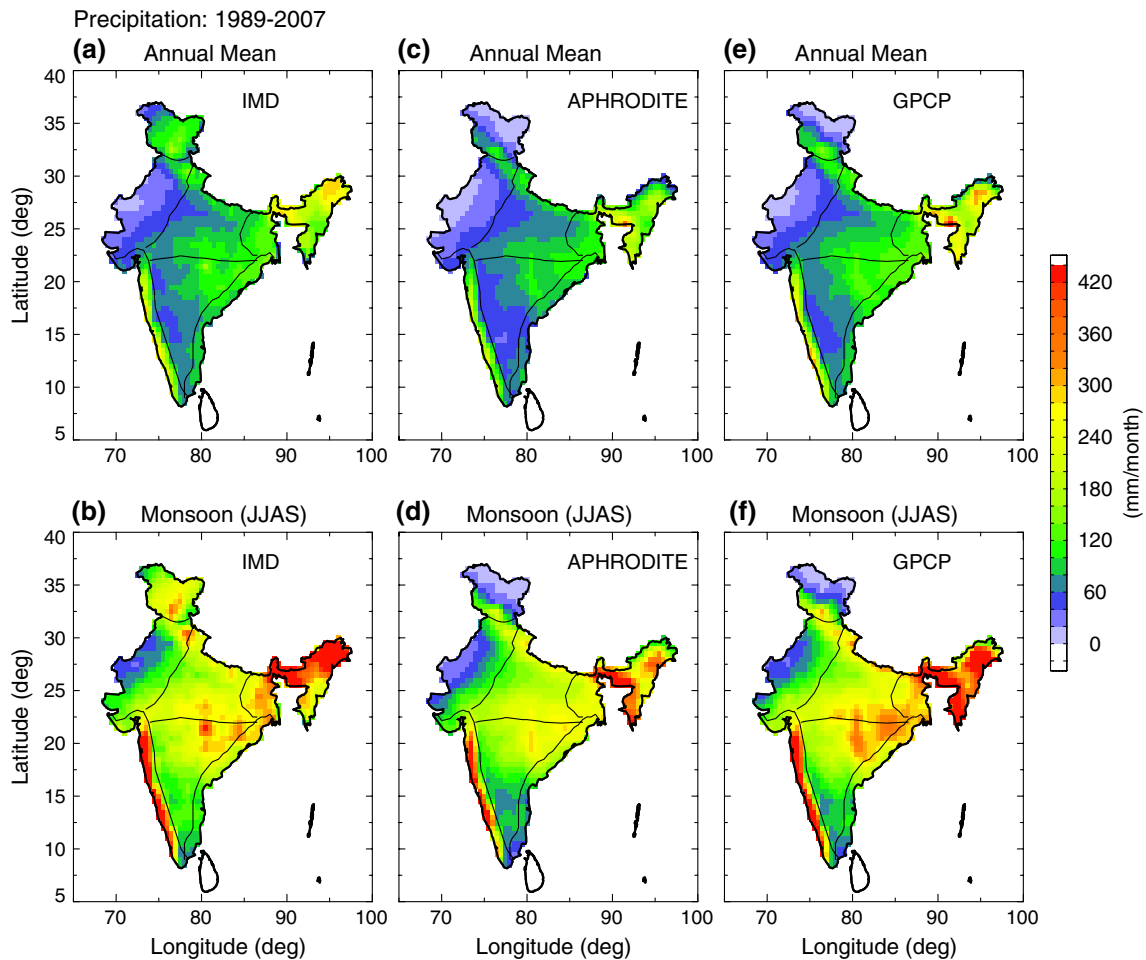 Precipitation: 1989-2007
(a) Annual Mean (c) Annual Mean (e) Annual Mean
IMD APHRODITE GPCP
40
35
30
25
20
15
10
5
Latitude (deg)
70 80 90 100 70 80 90 100 70 80 90 100
(b) Monsoon (JJAS) (d) Monsoon (JJAS) (f) Monsoon (JJAS)
IMD APHRODITE GPCP
40
35
30
25
20
15
10
5
Latitude (deg)
70 80 90 100 70 80 90 100 70 80 90 100
Longitude (deg) Longitude (deg) Longitude (deg)
420
360
300
240
180
120
60
0
(mm/month)